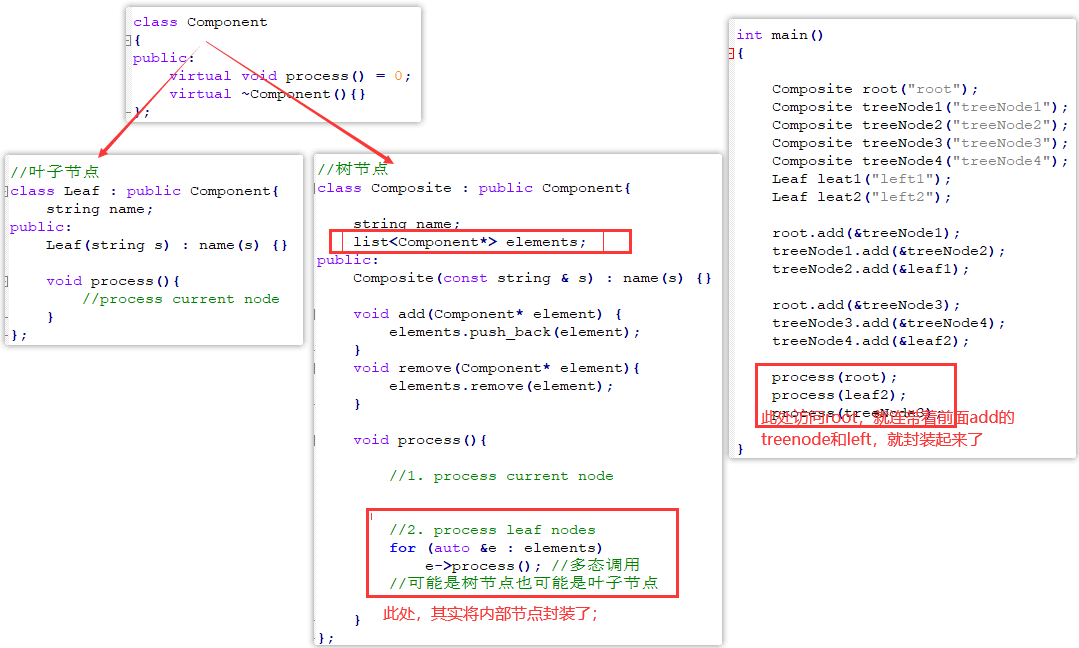 class Component
{
public:
    virtual void process() = 0;
    virtual ~Component(){}
};
//叶子节点
class Leaf : public Component{
    string name;
public:
    Leaf(string s) : name(s) {}
    void process(){
        //process current node
    }
};
//树节点
class Composite : public Component{
    string name;
    list<Component*> elements;
public:
    Composite(const string & s) : name(s) {}
    void add(Component* element) {
        elements.push_back(element);
    }
    void remove(Component* element){
        elements.remove(element);
    }
    void process(){
        //1. process current node
        //2. process leaf nodes
        for (auto &e : elements)
            e->process(); //多态调用
        //可能是树节点也可能是叶子节点
此处，其实将内部节点封装了；
    }
};
int main()
{
    Composite root("root");
    Composite treeNode1("treeNode1");
    Composite treeNode2("treeNode2");
    Composite treeNode3("treeNode3");
    Composite treeNode4("treeNode4");
    Leaf leat1("left1");
    Leaf leat2("left2");
    root.add(&treeNode1);
    treeNode1.add(&treeNode2);
    treeNode2.add(&leaf1);
    root.add(&treeNode3);
    treeNode3.add(&treeNode4);
    treeNode4.add(&leaf2);
    process(root);
    process(leaf2);
    process(treeNode3);
此处访问root，就连带着前面add的
treenode和left，就封装起来了
}